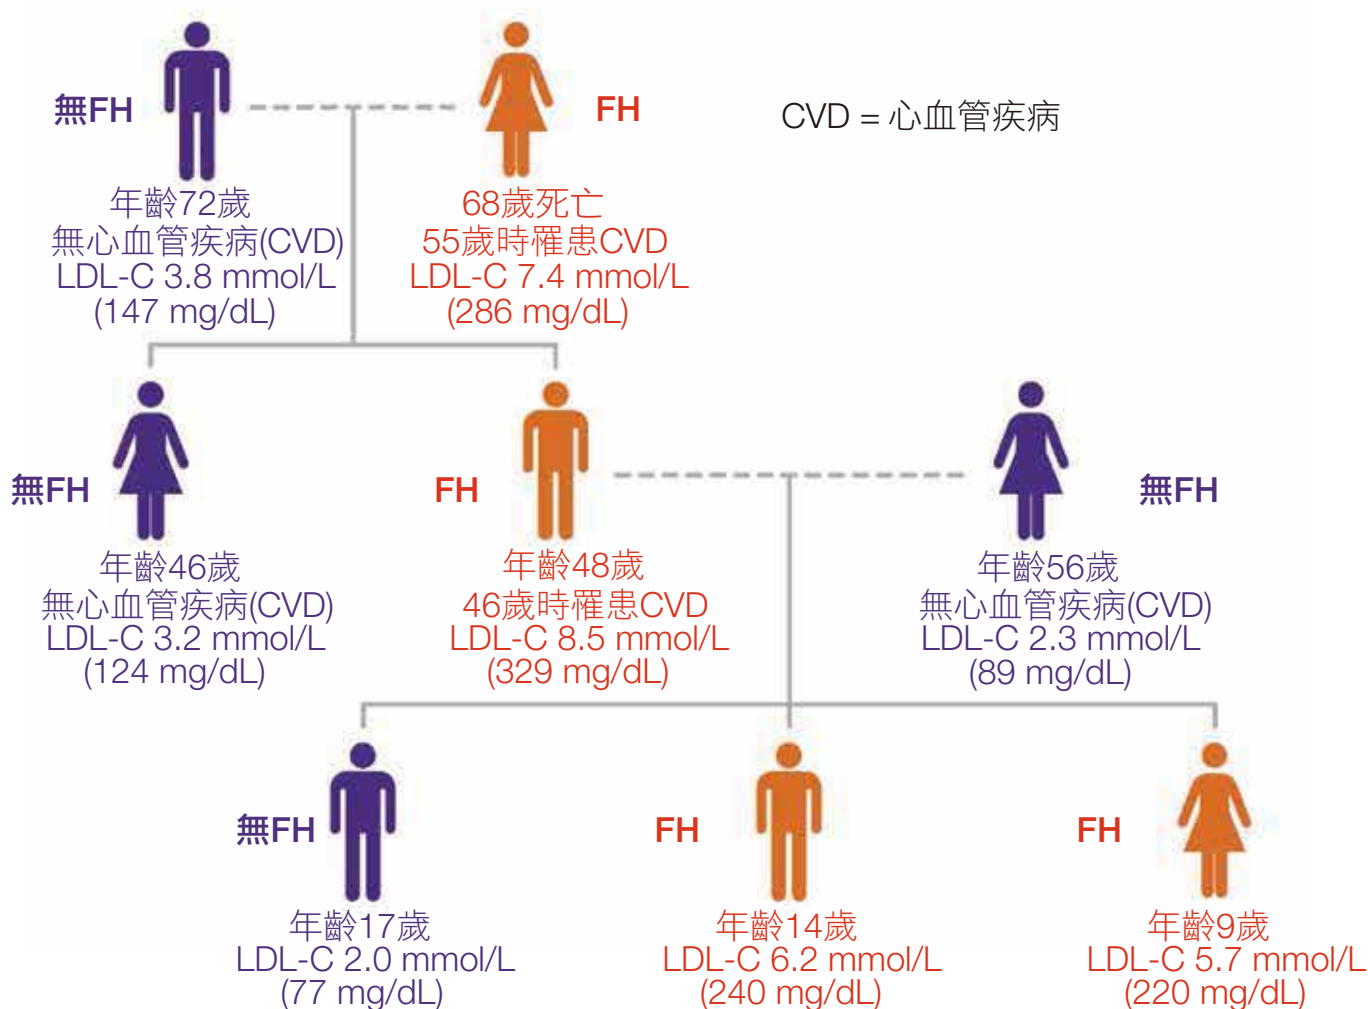 無FH
FH
CVD = 心血管疾病
年齡72歲
無心血管疾病(CVD)
LDL-C 3.8 mmol/L
(147 mg/dL)
68歲死亡
55歲時罹患CVD
LDL-C 7.4 mmol/L
(286 mg/dL)
無FH
FH
無FH
年齡46歲
無心血管疾病(CVD)
LDL-C 3.2 mmol/L
(124 mg/dL)
年齡48歲
46歲時罹患CVD
LDL-C 8.5 mmol/L
(329 mg/dL)
年齡56歲
無心血管疾病(CVD)
LDL-C 2.3 mmol/L
(89 mg/dL)
無FH
FH
FH
年齡17歲
LDL-C 2.0 mmol/L
(77 mg/dL)
年齡14歲
LDL-C 6.2 mmol/L
(240 mg/dL)
年齡9歲
LDL-C 5.7 mmol/L
(220 mg/dL)